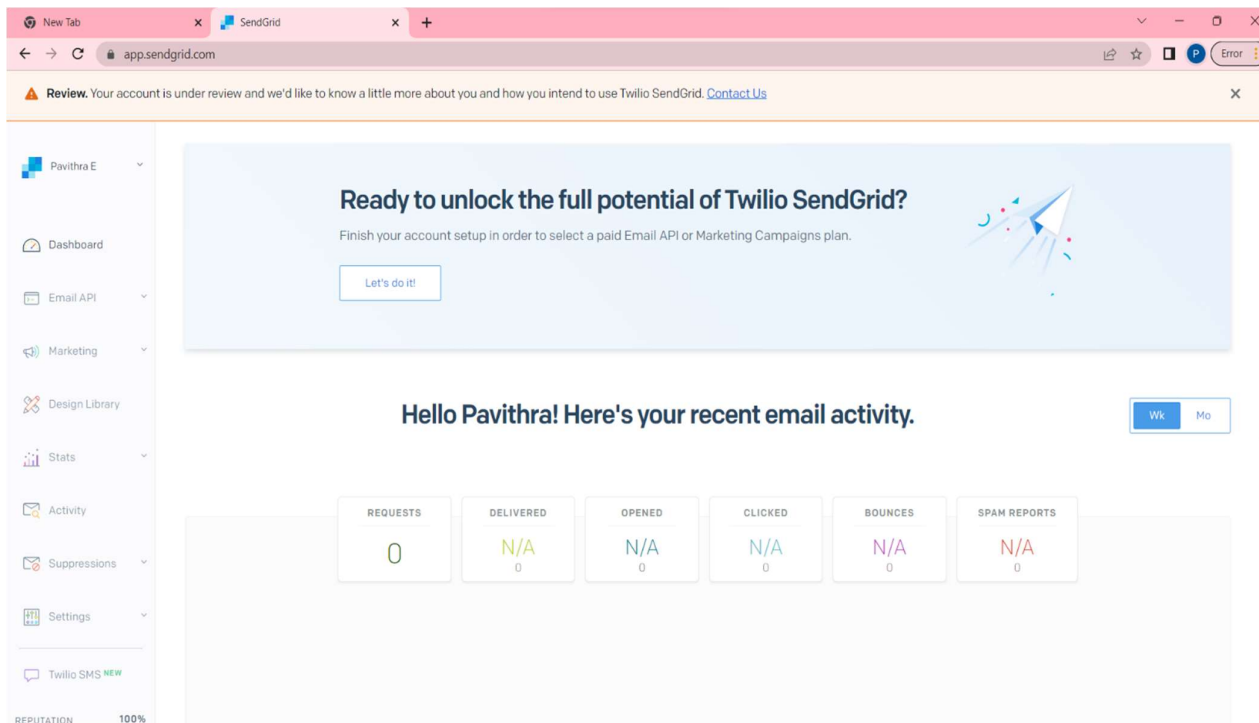 New Tab
SendGrid
app.sendgrid.com
P
Error
Review. Your account is under review and we'd like to know a little more about you and how you intend to use Twilio SendGrid. Contact Us
Pavithra E
Dashboard
Email API
Marketing
Design Library
Stats
Activity
Suppressions
Settings
Twilio SMS NEW
REPUTATION 100%
Ready to unlock the full potential of Twilio SendGrid?
Finish your account setup in order to select a paid Email API or Marketing Campaigns plan.
Let's do it!
Hello Pavithra! Here's your recent email activity.
Wk Mo
REQUESTS DELIVERED OPENED CLICKED BOUNCES SPAM REPORTS
0 N/A N/A N/A N/A N/A
0 0 0 0 0